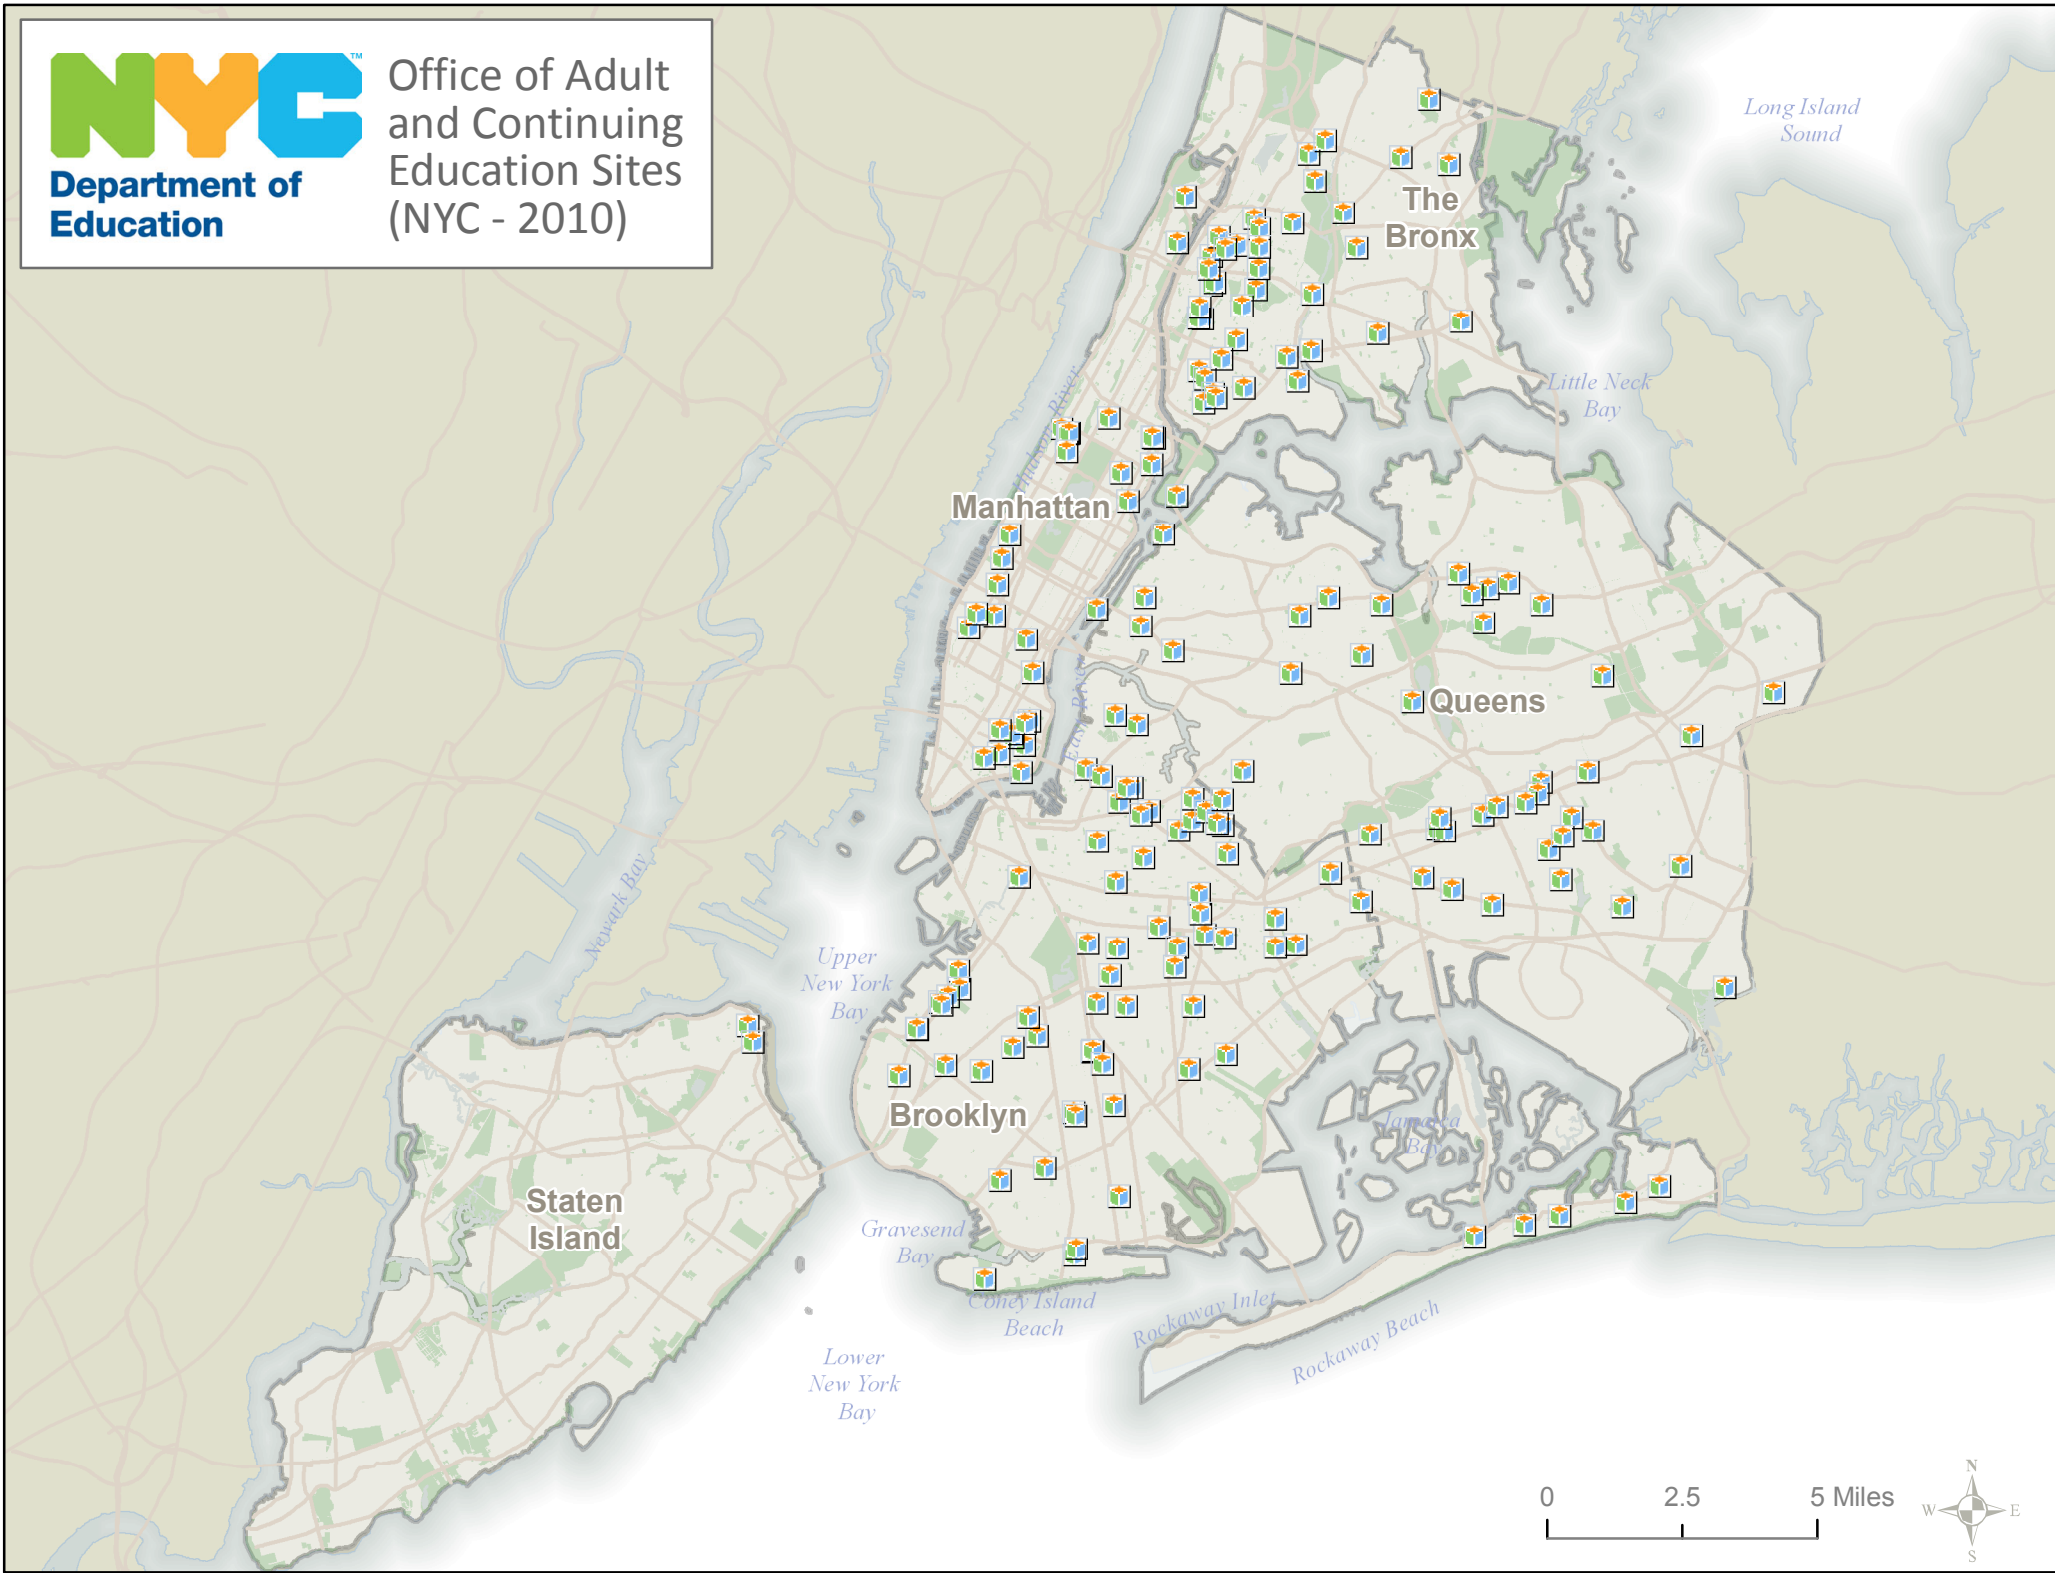 NYC™
Department of
Education
Office of Adult
and Continuing
Education Sites
(NYC - 2010)
Long Island
Sound
The
Bronx
Little Neck
Bay
Hudson River
Manhattan
East River
Queens
Newark Bay
Upper
New York
Bay
Brooklyn
Jamaica
Bay
Staten
Island
Gravesend
Bay
Coney Island
Beach
Rockaway Inlet
Rockaway Beach
Lower
New York
Bay
0 2.5 5 Miles
N
W E
S